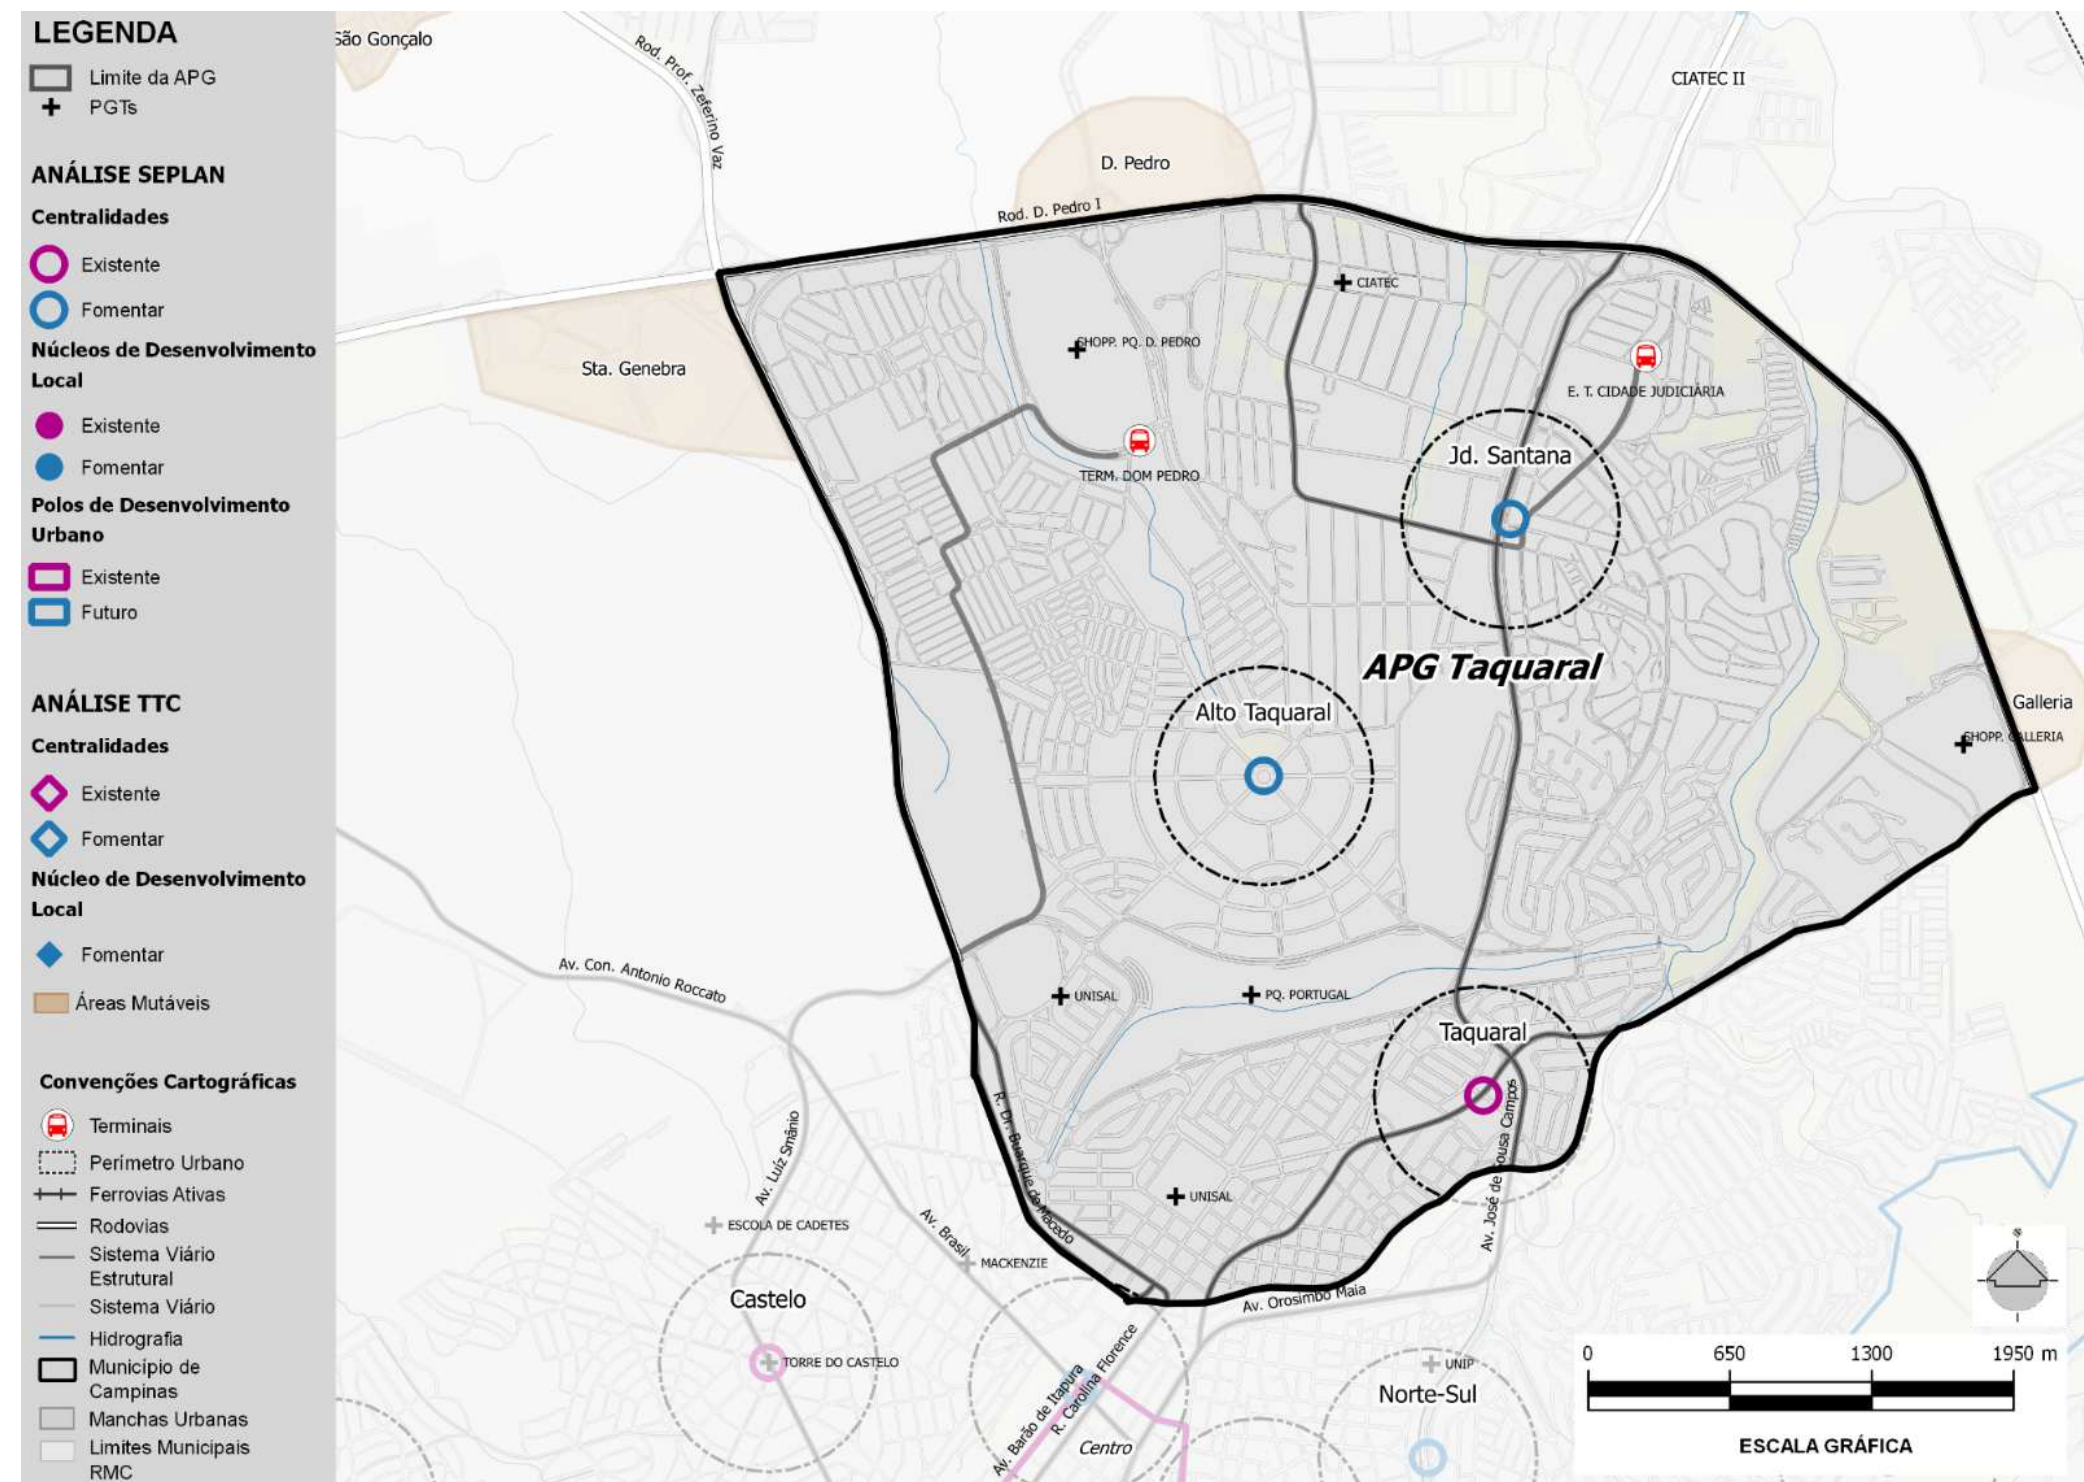 LEGENDA
Limite da APG
PGTs
ANÁLISE SEPLAN
Centralidades
Existente
Fomentar
Núcleos de Desenvolvimento
Local
Existente
Fomentar
Polos de Desenvolvimento
Urbano
Existente
Futuro
ANÁLISE TTC
Centralidades
Existente
Fomentar
Núcleo de Desenvolvimento
Local
Fomentar
Áreas Mutáveis
Convenções Cartográficas
Terminais
Perímetro Urbano
Ferrovias Ativas
Rodovias
Sistema Viário
Estrutural
Sistema Viário
Hidrografia
Município de
Campinas
Manchas Urbanas
Limites Municipais
RMC
São Gonçalo
Rod. Prof. Zeferino Vaz
CIATEC II
D. Pedro
Rod. D. Pedro I
CIATEC
SHOPP. PQ. D. PEDRO
Sta. Genebra
E. T. CIDADE JUDICIÁRIA
Jd. Santana
TERM. DOM PEDRO
APG Taquaral
Alto Taquaral
Galleria
SHOPP. GALLERIA
Av. Con. Antonio Roccato
UNISAL
PQ. PORTUGAL
Taquaral
R. Dr. Buarque de Macedo
Av. José de Sousa Campos
Av. Luíz Smânio
UNISAL
ESCOLA DE CADETES
Av. Brasil
MACKENZIE
Castelo
Av. Orosimbo Maia
TORRE DO CASTELO
Av. Barão de Itapura
R. Carolina Florence
Centro
UNIP
Norte-Sul
N
0 650 1300 1950 m
ESCALA GRÁFICA